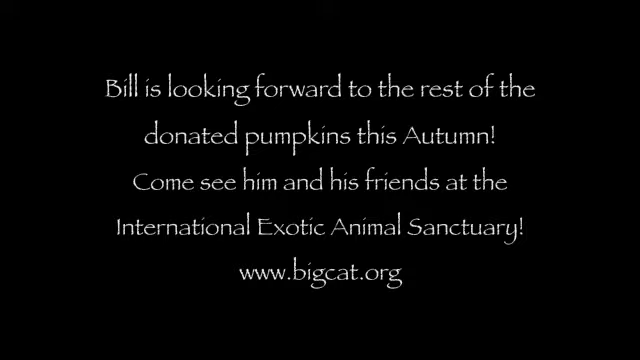 Bill is looking forward to the rest of the
donated pumpkins this Autumn!
Come see him and his friends at the
International Exotic Animal Sanctuary!
www.bigcat.org